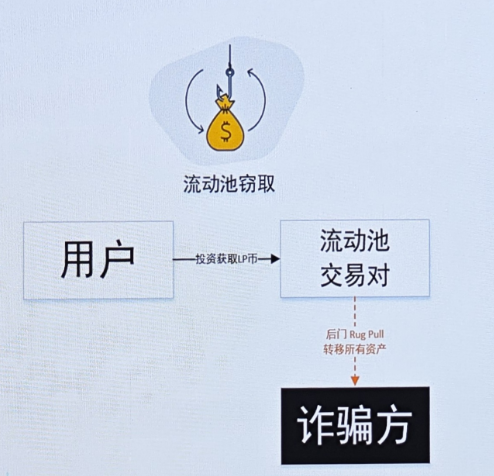 $
流动池窃取
用户
投资获取LP币
流动池
交易对
后门 Rug Pull
转移所有资产
诈骗方